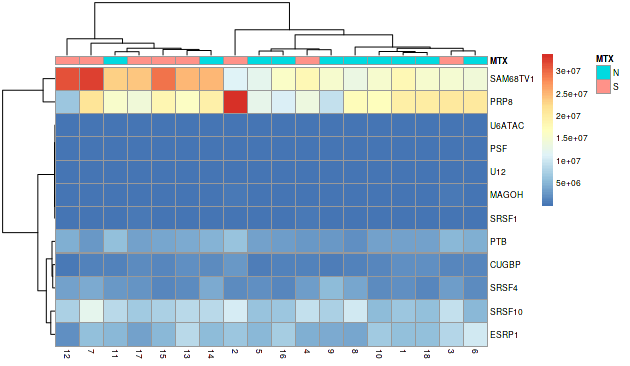 MTX
MTX
SAM68TV1
N
PRP8
S
U6ATAC
PSF
U12
MAGOH
SRSF1
PTB
CUGBP
SRSF4
SRSF10
ESRP1
3e+07
2.5e+07
2e+07
1.5e+07
1e+07
5e+06
12 7 11 17 15 13 14 2 5 16 4 9 8 10 1 18 3 6